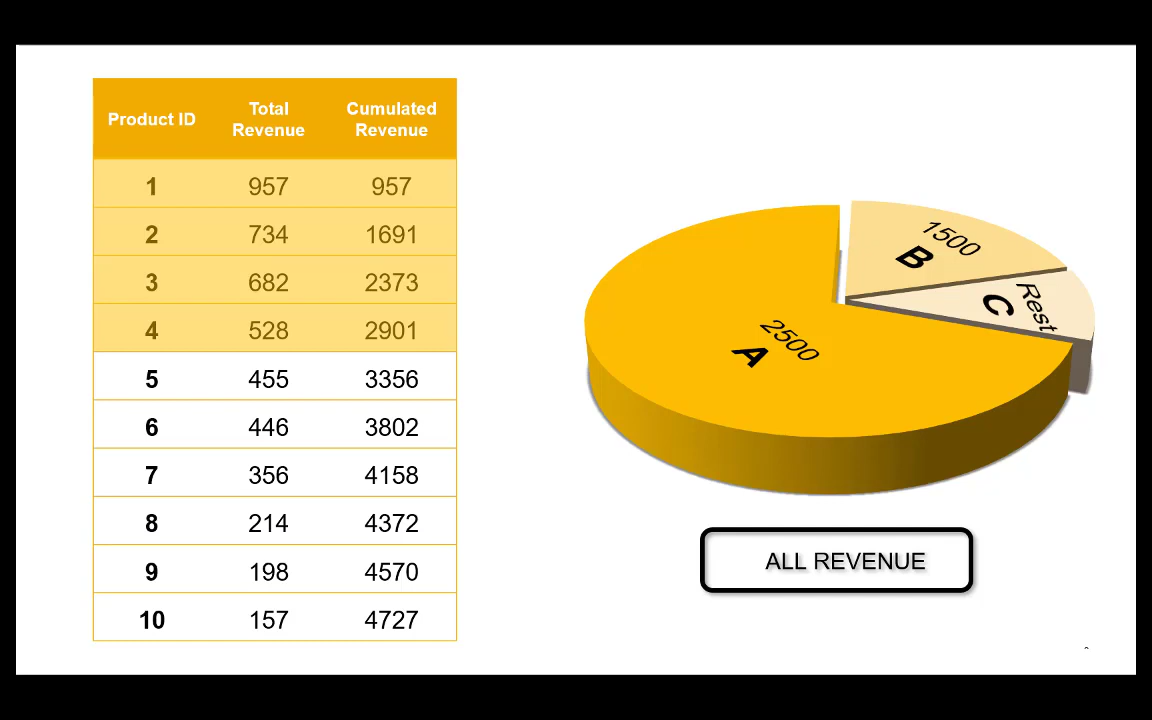 Product ID Total Revenue Cumulated Revenue
1 957 957
2 734 1691
3 682 2373
4 528 2901
5 455 3356
6 446 3802
7 356 4158
8 214 4372
9 198 4570
10 157 4727
1500
B
Rest
C
2500
A
ALL REVENUE